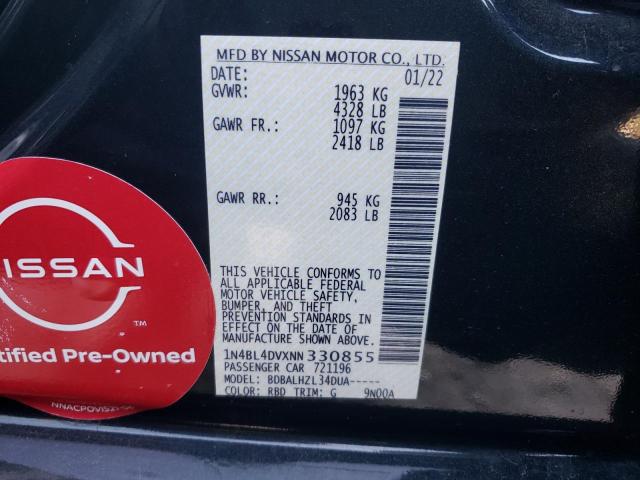 MFD BY NISSAN MOTOR CO., LTD.
DATE: 01/22
GVWR: 1963 KG
4328 LB
GAWR FR.: 1097 KG
2418 LB
GAWR RR.: 945 KG
2083 LB
THIS VEHICLE CONFORMS TO
ALL APPLICABLE FEDERAL
MOTOR VEHICLE SAFETY,
BUMPER, AND THEFT
PREVENTION STANDARDS IN
EFFECT ON THE DATE OF
MANUFACTURE SHOWN ABOVE.
1N4BL4DVXNN330855
PASSENGER CAR 721196
MODEL: BDBALHZL34DUA-----
COLOR: RBD TRIM: G 9N00A
NISSAN
TM
tified Pre-Owned